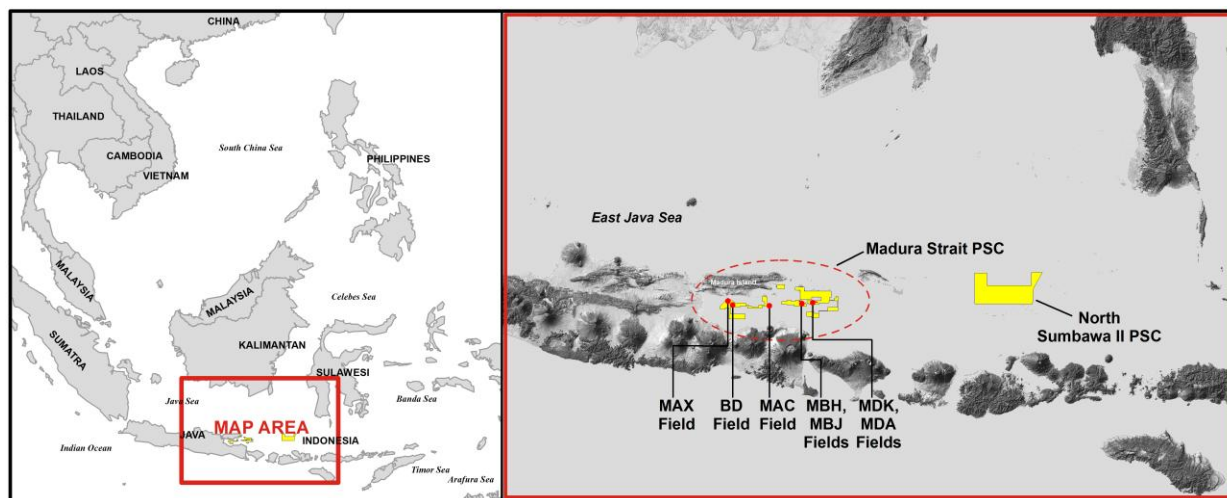 CHINA
LAOS
THAILAND
CAMBODIA
VIETNAM
South China Sea
PHILIPPINES
MALAYSIA
MALAYSIA
Celebes Sea
SUMATRA
KALIMANTAN
SULAWESI
Java Sea
Banda Sea
JAVA
MAP AREA
INDONESIA
Indian Ocean
Timor Sea
Arafura Sea
East Java Sea
Madura Strait PSC
Madura Island
North
Sumbawa II PSC
MAX
Field
BD
Field
MAC
Field
MBH,
MBJ
Fields
MDK,
MDA
Fields